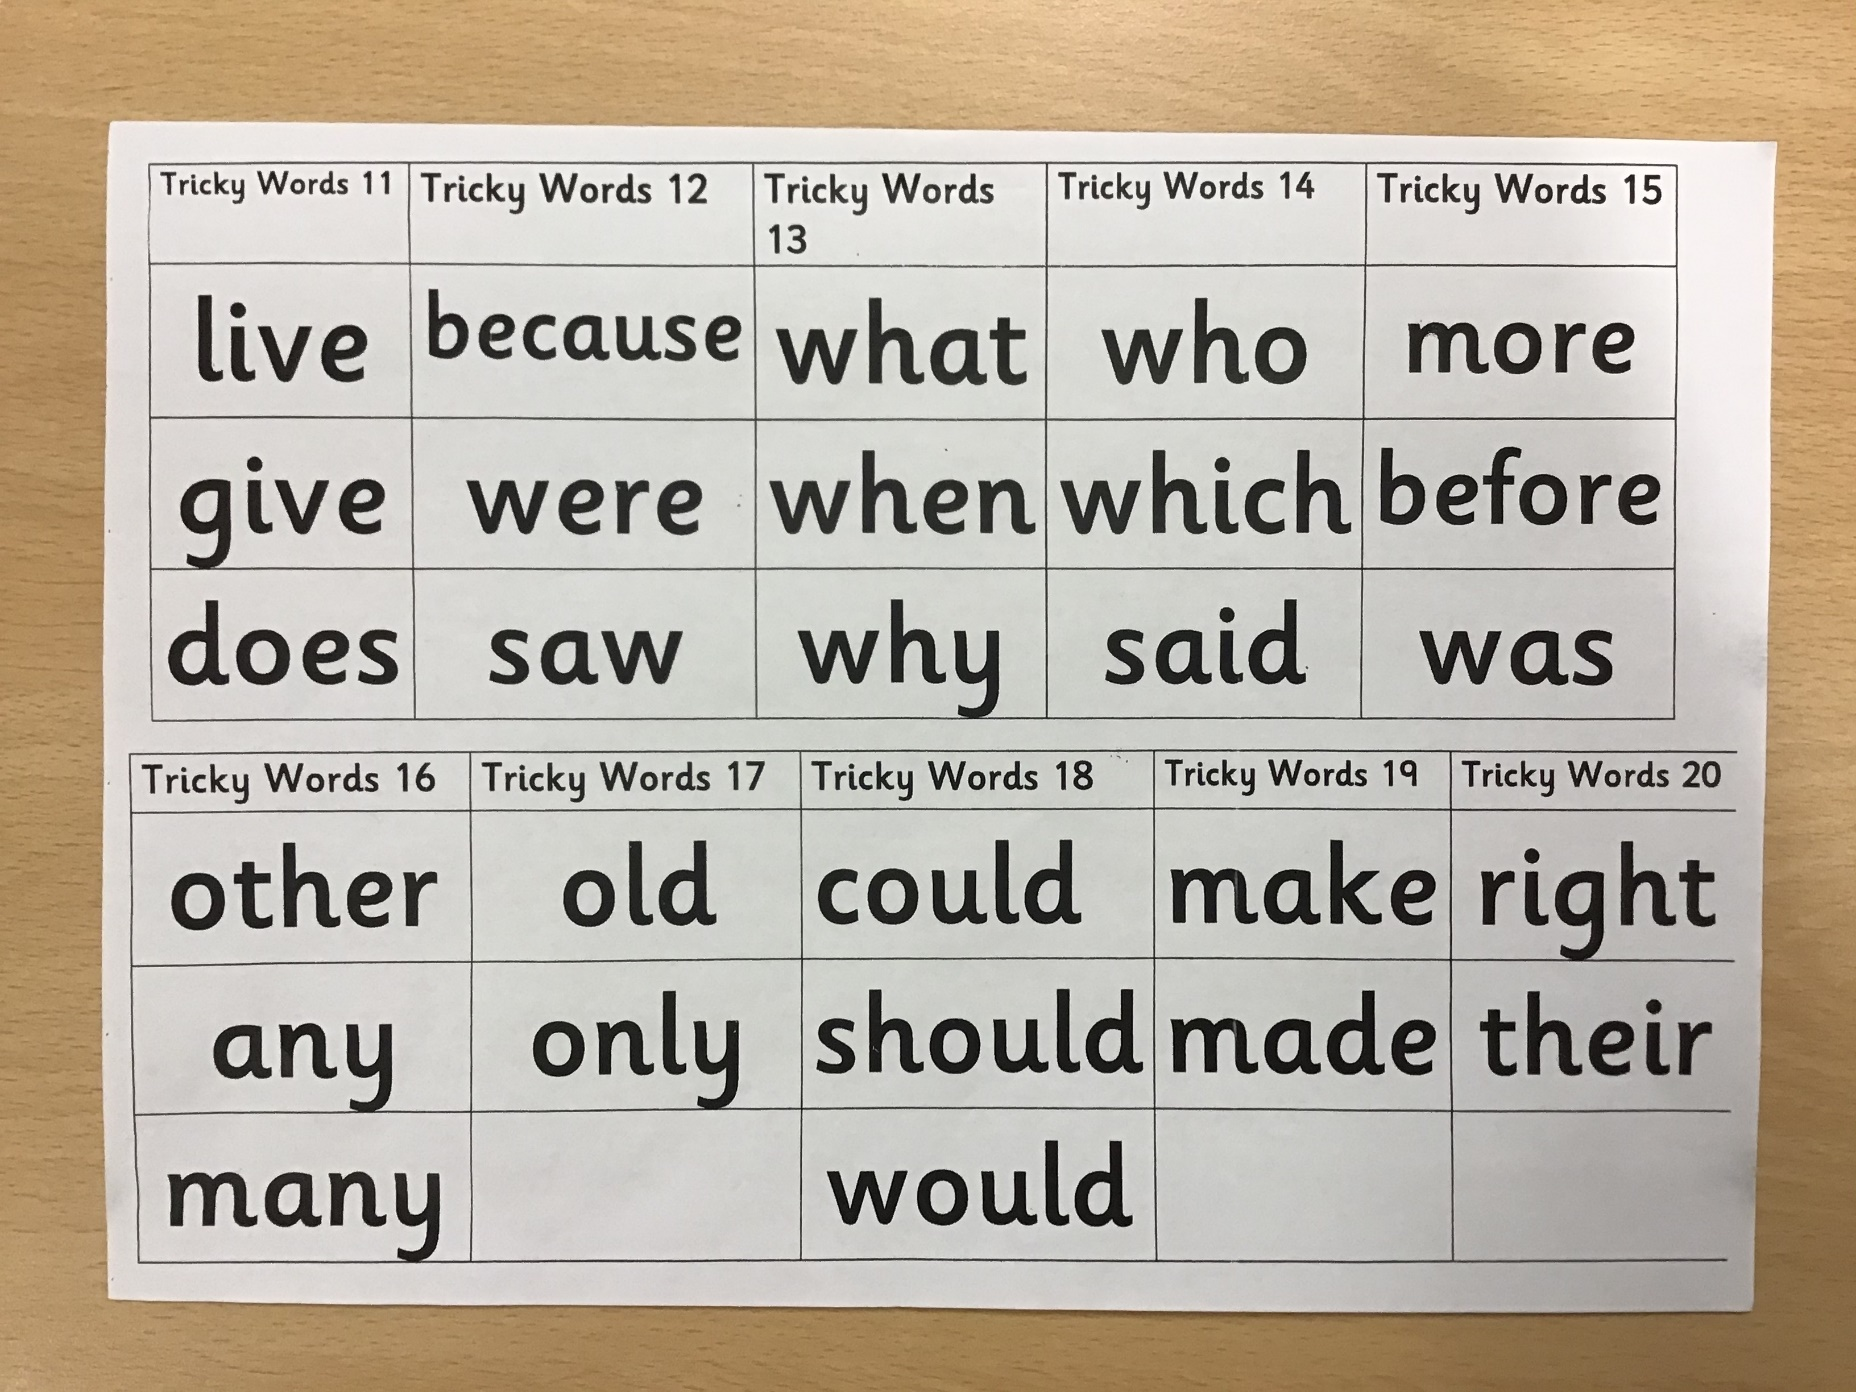 Tricky Words 11 Tricky Words 12 Tricky Words 13 Tricky Words 14 Tricky Words 15
live because what who more
give were when which before
does saw why said was
Tricky Words 16 Tricky Words 17 Tricky Words 18 Tricky Words 19 Tricky Words 20
other old could make right
any only should made their
many would